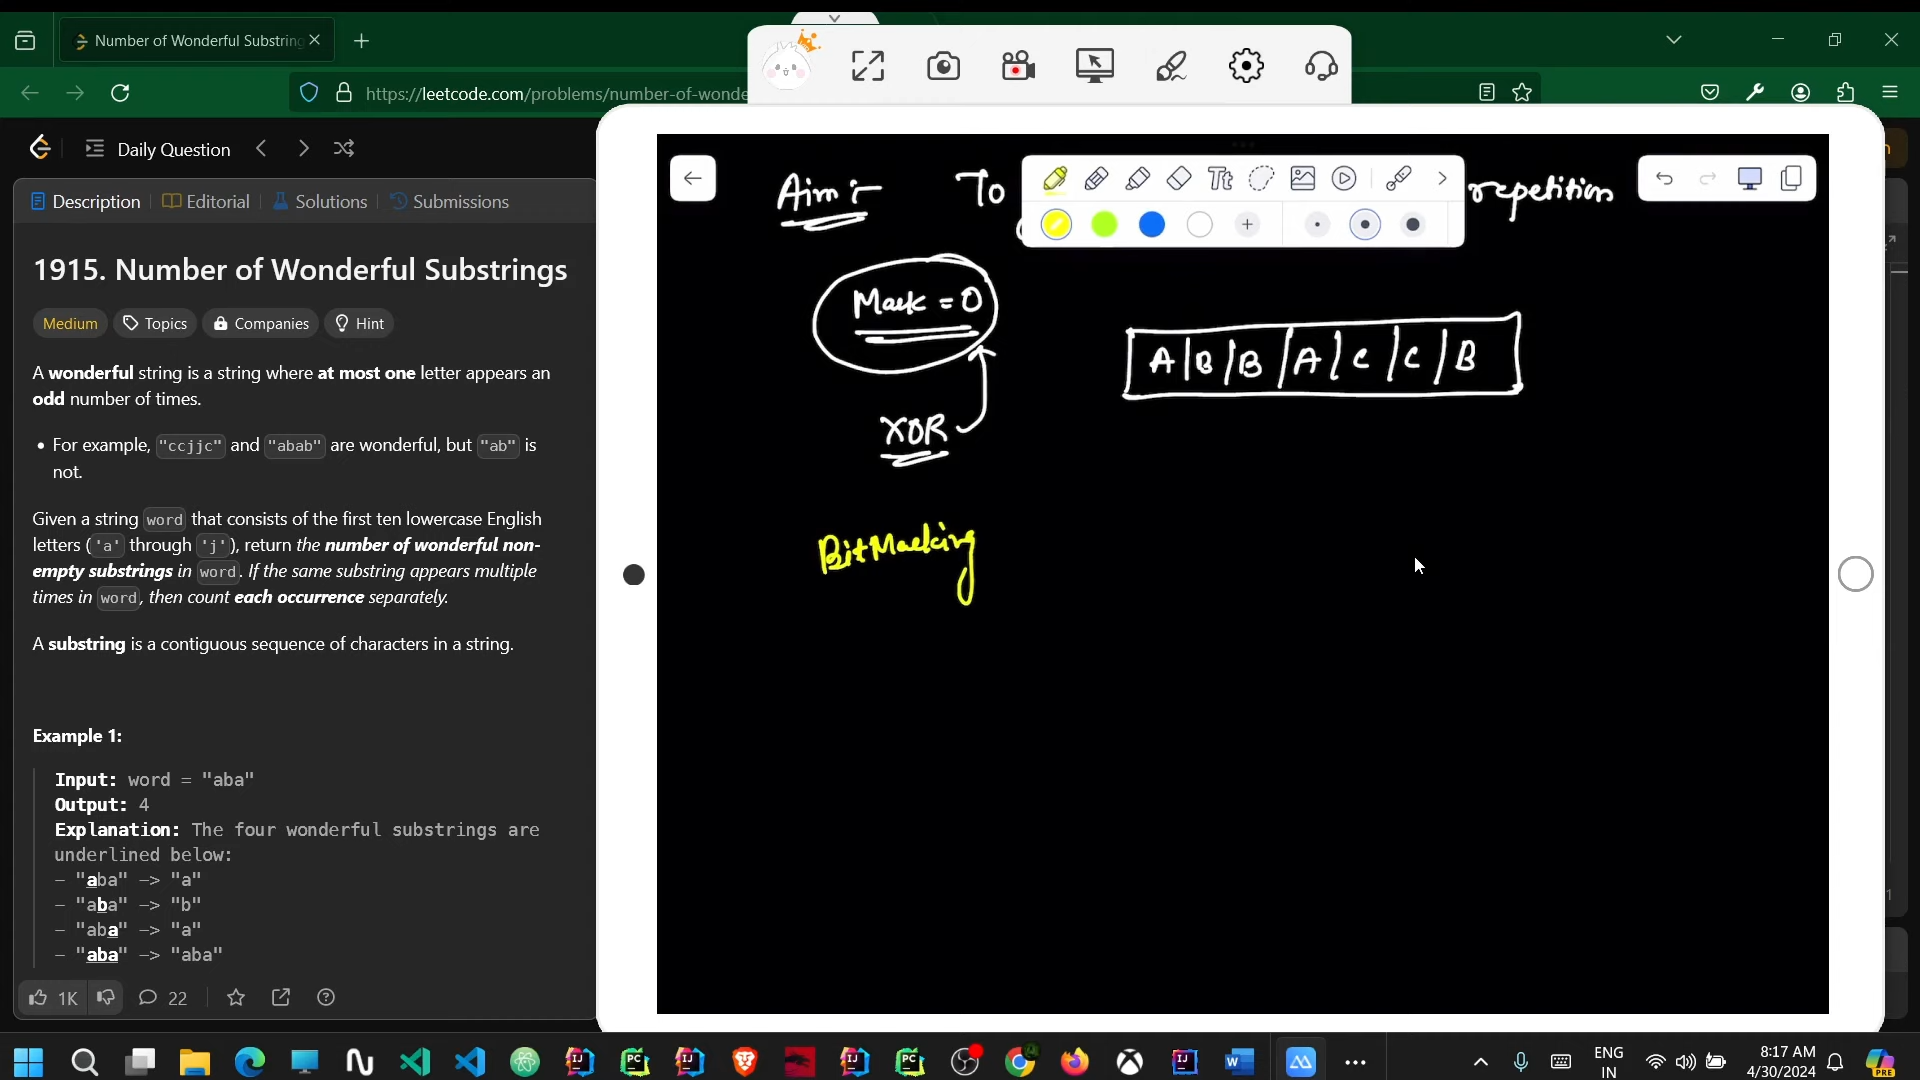 Number of Wonderful Substring
https://leetcode.com/problems/number-of-wonde
Daily Question
Description
Editorial
Solutions
Submissions
1915. Number of Wonderful Substrings
Medium
Topics
Companies
Hint
A wonderful string is a string where at most one letter appears an
odd number of times.
• For example, "ccjjc" and "abab" are wonderful, but "ab" is
not.
Given a string word that consists of the first ten lowercase English
letters ('a' through 'j'), return the number of wonderful non-
empty substrings in word. If the same substring appears multiple
times in word, then count each occurrence separately.
A substring is a contiguous sequence of characters in a string.
Example 1:
Input: word = "aba"
Output: 4
Explanation: The four wonderful substrings are
underlined below:
- "aba" -> "a"
- "aba" -> "b"
- "aba" -> "a"
- "aba" -> "aba"
1K
22
Aim :- To repetition
Mask = 0
A|B|B|A|C|C|B
XOR
BitMasking
Tt
ENG
IN
8:17 AM
4/30/2024
PRE